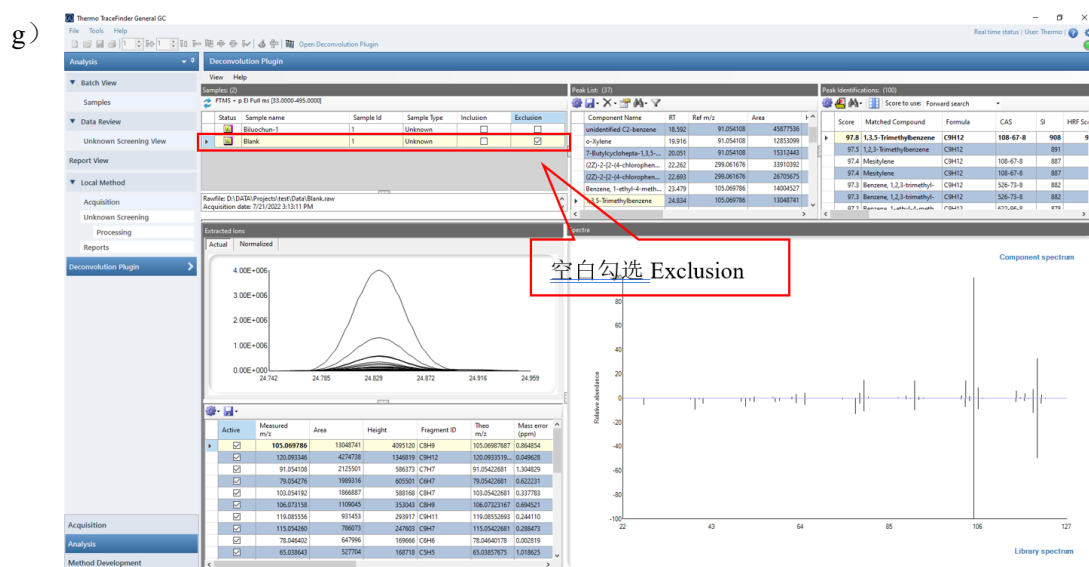 g)
Thermo TraceFinder General GC
File Tools Help
Real time status | User: Thermo |
1 1 Open Deconvolution Plugin
Analysis
Deconvolution Plugin
Batch View
Samples
Data Review
Unknown Screening View
Report View
Local Method
Acquisition
Unknown Screening
Processing
Reports
Deconvolution Plugin
Acquisition
Analysis
Method Development
View Help
Samples: (2)
FTMS + p EI Full ms [33.0000-495.0000]
Status Sample name Sample Id Sample Type Inclusion Exclusion
Biluochun-1 1 Unknown
Blank 1 Unknown
Rawfile: D:\DATA\Projects\test\Data\Blank.raw
Acquisition date: 7/21/2022 3:13:11 PM
Peak List: (37)
Component Name RT Ref m/z Area H
unidentified C2-benzene 18.592 91.054108 45877536
o-Xylene 19.916 91.054108 12853099
7-Butylcyclohepta-1,3,5-... 20.051 91.054108 15312443
(2Z)-2-[2-(4-chlorophen... 22.262 299.061676 33910392
(2Z)-2-[2-(4-chlorophen... 22.693 299.061676 26705675
Benzene, 1-ethyl-4-meth... 23.479 105.069786 14004527
1,3,5-Trimethylbenzene 24.834 105.069786 13048741
Peak Identifications: (100)
Score to use: Forward search
Score Matched Compound Formula CAS SI HRF Sco
97.8 1,3,5-Trimethylbenzene C9H12 108-67-8 908 9
97.5 1,2,3-Trimethylbenzene C9H12 891
97.4 Mesitylene C9H12 108-67-8 887
97.4 Mesitylene C9H12 108-67-8 887
97.3 Benzene, 1,2,3-trimethyl- C9H12 526-73-8 882
97.3 Benzene, 1,2,3-trimethyl- C9H12 526-73-8 882
97.2 Benzene, 1-ethyl-4-meth- C9H12 622-96-8 878
Extracted Ions
Actual Normalized
4.00E+006
3.00E+006
2.00E+006
1.00E+006
0.00E+000
24.742 24.785 24.829 24.872 24.916 24.959
空白勾选 Exclusion
Active Measured m/z Area Height Fragment ID Theo m/z Mass error (ppm)
105.069786 13048741 4095120 C8H9 105.06987687 0.864854
120.093346 4274738 1346819 C9H12 120.0933519... 0.049628
91.054108 2125501 586373 C7H7 91.05422681 1.304829
79.054276 1989316 605501 C6H7 79.05422681 0.622231
103.054192 1866887 588168 C8H7 103.05422681 0.337783
106.073158 1109045 353043 C8H9 106.07323167 0.694521
119.085556 931453 293917 C9H11 119.08552693 0.244110
115.054260 786073 247603 C9H7 115.05422681 0.288473
78.046402 647996 169666 C6H6 78.04640178 0.002819
65.038643 527704 168718 C5H5 65.03857675 1.018625
Spectra
Component spectrum
Relative abundance
80
60
40
20
0
-20
-40
-60
-80
-100
22 43 64 85 106 127
Library spectrum